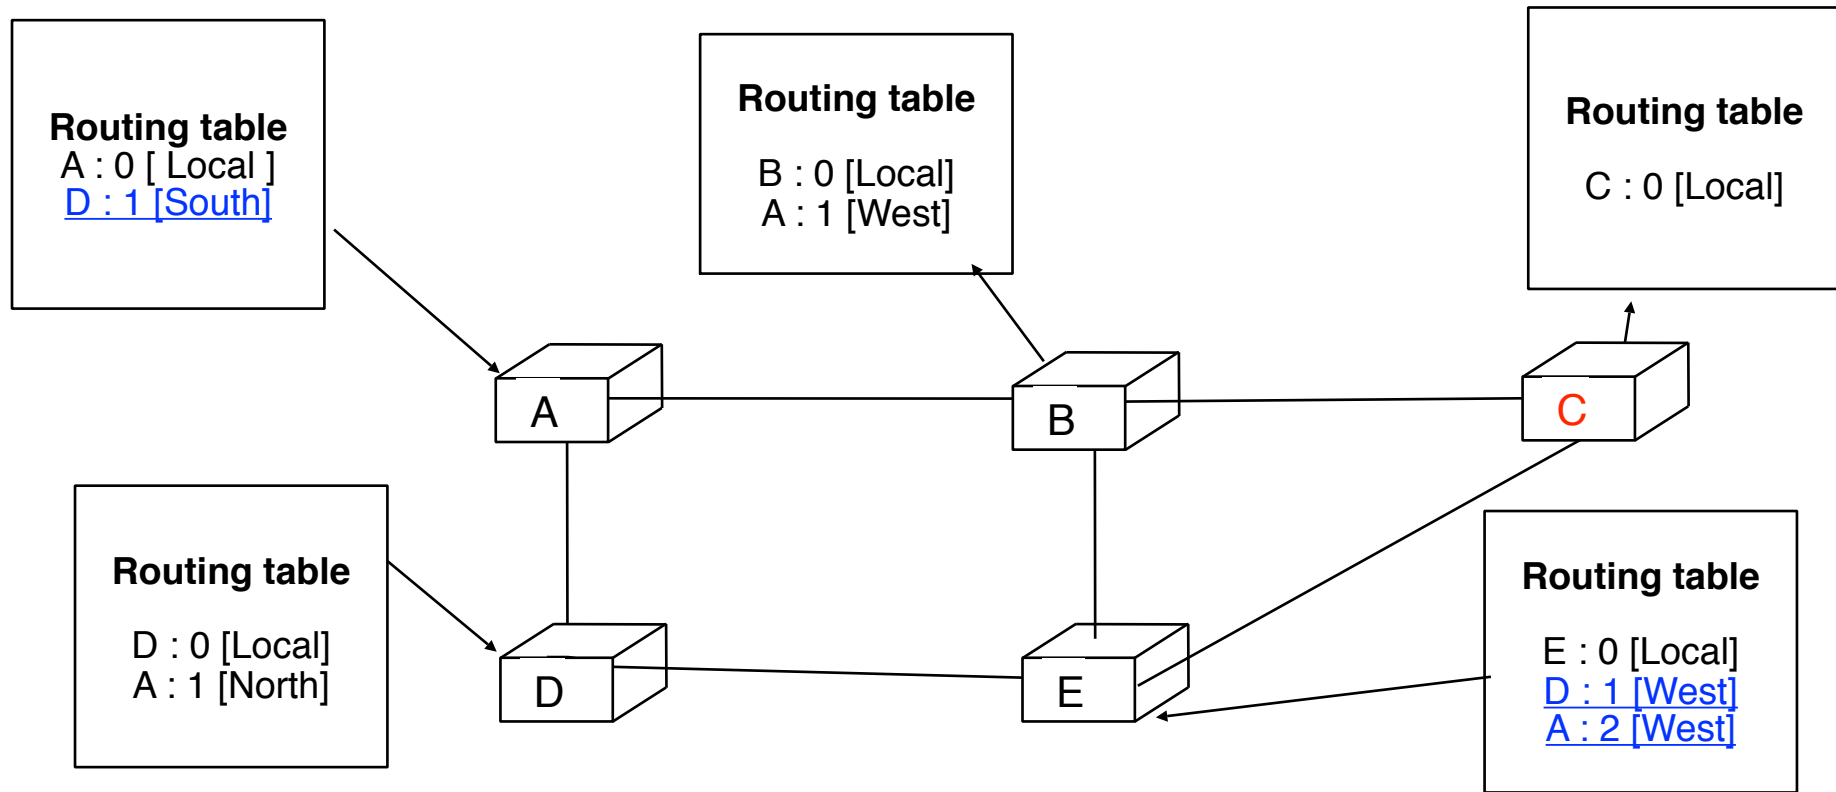 Routing table
A : 0 [ Local ]
D : 1 [South]
Routing table
B : 0 [Local]
A : 1 [West]
Routing table
C : 0 [Local]
A
B
C
Routing table
D : 0 [Local]
A : 1 [North]
D
E
Routing table
E : 0 [Local]
D : 1 [West]
A : 2 [West]